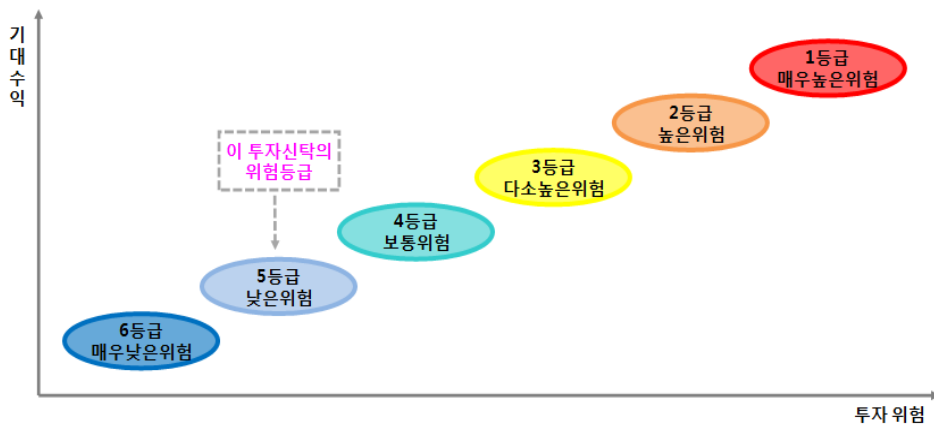 기대수익
1등급
매우높은위험
2등급
높은위험
이 투자신탁의
위험등급
3등급
다소높은위험
4등급
보통위험
5등급
낮은위험
6등급
매우낮은위험
투자 위험